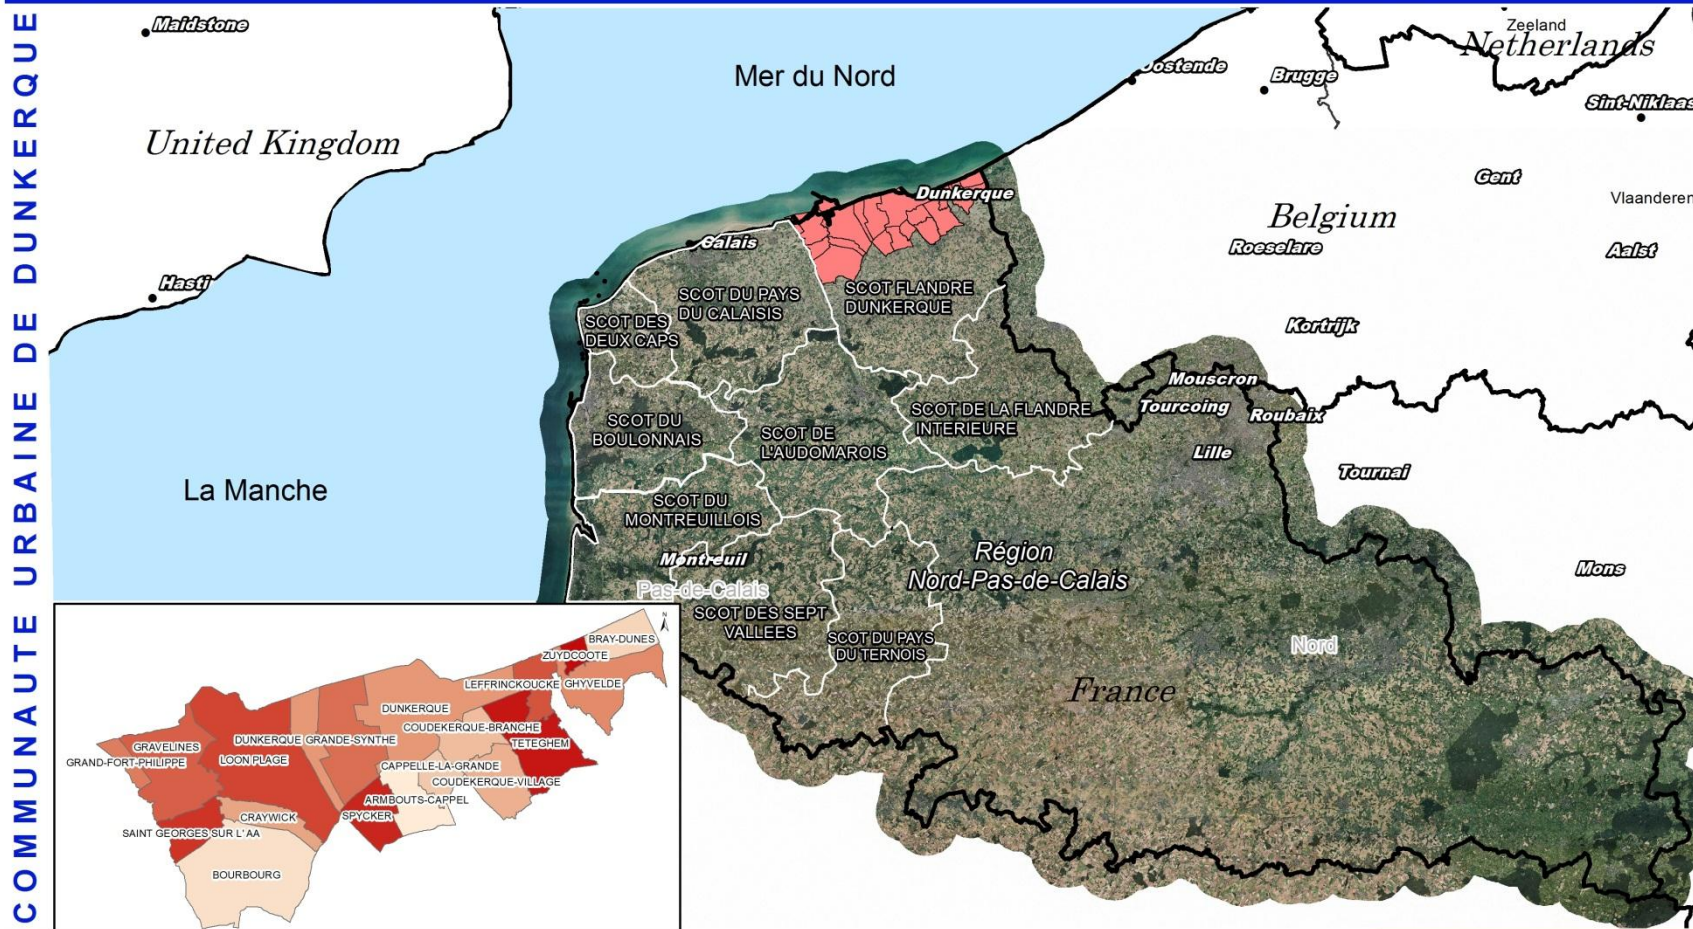 COMMUNAUTE URBAINE DE DUNKERQUE
Maidstone
United Kingdom
Mer du Nord
Zeeland
Netherlands
Oostende
Brugge
Sint-Niklaas
Gent
Vlaanderen
Belgium
Roeselare
Aalst
Hasti
Dunkerque
Calais
SCOT DU PAYS
DU CALAISIS
SCOT FLANDRE
DUNKERQUE
SCOT DES
DEUX CAPS
Kortrijk
Mouscron
Tourcoing
Roubaix
Lille
Tournai
SCOT DU
BOULONNAIS
SCOT DE
L'AUDOMAROIS
SCOT DE LA FLANDRE
INTERIEURE
La Manche
SCOT DU
MONTREUILLOIS
Montreuil
Pas-de-Calais
Région
Nord-Pas-de-Calais
Mons
SCOT DES SEPT
VALLEES
SCOT DU PAYS
DU TERNOIS
Nord
France
N
BRAY-DUNES
ZUYDCOOTE
LEFFRINCKOUCKE
GHYVELDE
DUNKERQUE
COUDEKERQUE-BRANCHE
TETEGHEM
GRAVELINES
DUNKERQUE
GRANDE-SYNTHE
GRAND-FORT-PHILIPPE
LOON PLAGE
CAPPELLE-LA-GRANDE
COUDEKERQUE-VILLAGE
ARMBOUTS-CAPPEL
CRAYWICK
SPYCKER
SAINT GEORGES SUR L'AA
BOURBOURG